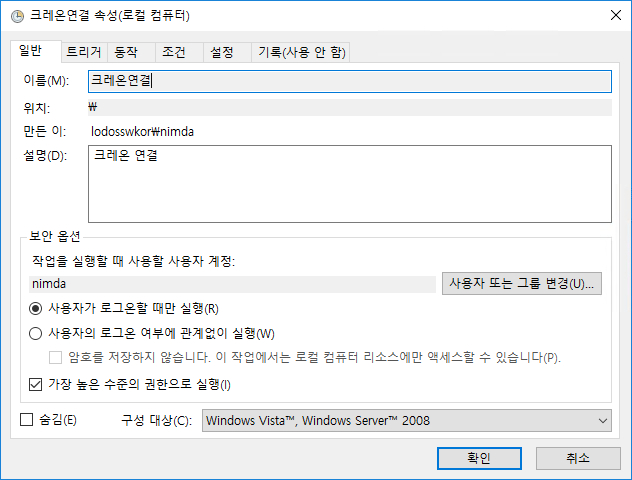 크레온연결 속성(로컬 컴퓨터)
일반 트리거 동작 조건 설정 기록(사용 안 함)
이름(M): 크레온연결
위치: ₩
만든 이: lodosswkor₩nimda
설명(D): 크레온 연결
보안 옵션
작업을 실행할 때 사용할 사용자 계정:
nimda 사용자 또는 그룹 변경(U)...
사용자가 로그온할 때만 실행(R)
사용자의 로그온 여부에 관계없이 실행(W)
암호를 저장하지 않습니다. 이 작업에서는 로컬 컴퓨터 리소스에만 액세스할 수 있습니다(P).
가장 높은 수준의 권한으로 실행(I)
숨김(E) 구성 대상(C): Windows Vista™, Windows Server™ 2008
확인 취소